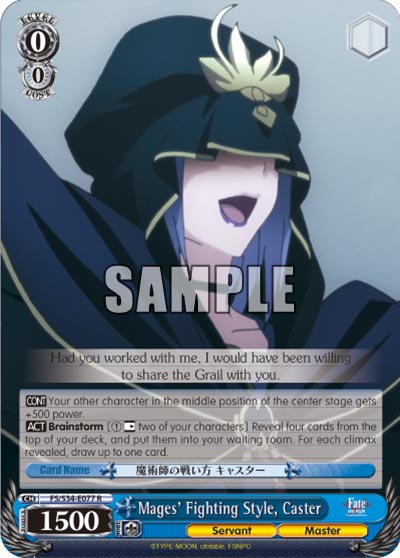 LEVEL
0
0
COST
SAMPLE
Had you worked with me, I would have been willing
to share the Grail with you.
CONT Your other character in the middle position of the center stage gets
+500 power.
ACT Brainstorm [① two of your characters] Reveal four cards from the
top of your deck, and put them into your waiting room. For each climax
revealed, draw up to one card.
Card Name 魔術師の戦い方 キャスター
CH FS/S34-E077 R
1500
Mages' Fighting Style, Caster
Fate
Servant Master
©TYPE-MOON, ufotable, FSNPC